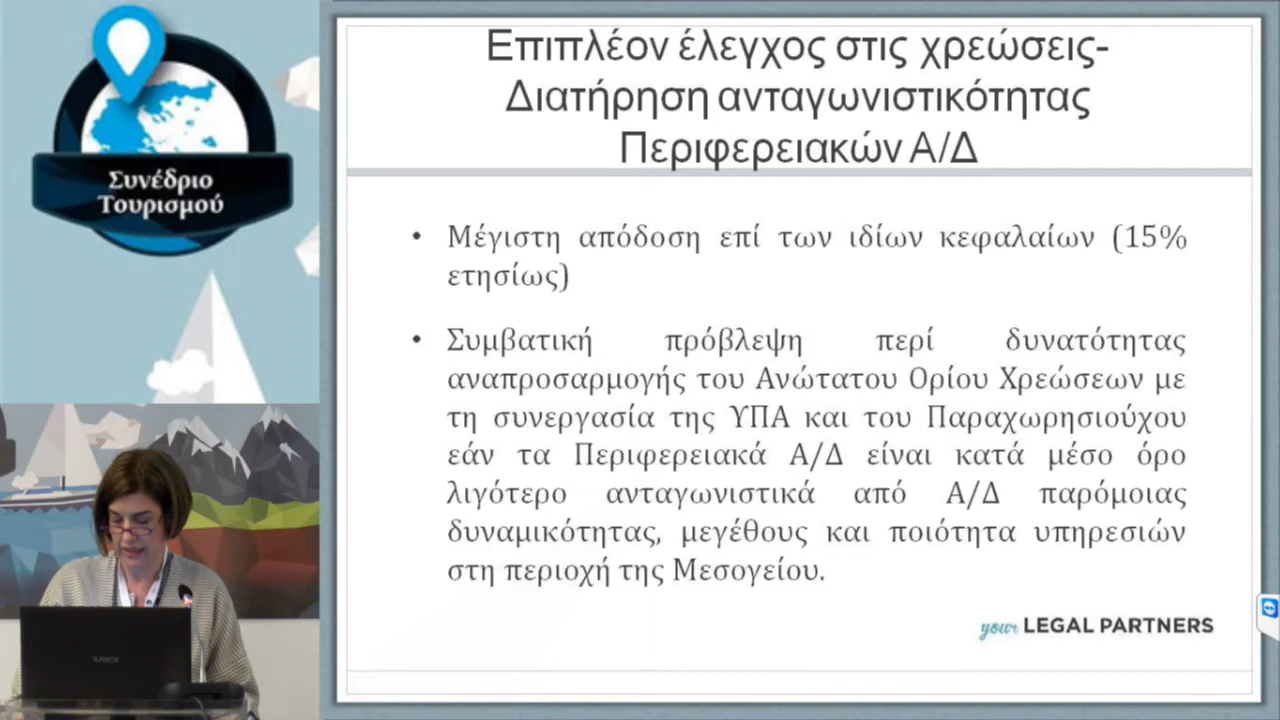 Συνέδριο
Τουρισμού
Επιπλέον έλεγχος στις χρεώσεις-
Διατήρηση ανταγωνιστικότητας
Περιφερειακών Α/Δ
• Μέγιστη απόδοση επί των ιδίων κεφαλαίων (15%
ετησίως)
• Συμβατική πρόβλεψη περί δυνατότητας
αναπροσαρμογής του Ανώτατου Ορίου Χρεώσεων με
τη συνεργασία της ΥΠΑ και του Παραχωρησιούχου
εάν τα Περιφερειακά Α/Δ είναι κατά μέσο όρο
λιγότερο ανταγωνιστικά από Α/Δ παρόμοιας
δυναμικότητας, μεγέθους και ποιότητα υπηρεσιών
στη περιοχή της Μεσογείου.
your LEGAL PARTNERS
TURBOX